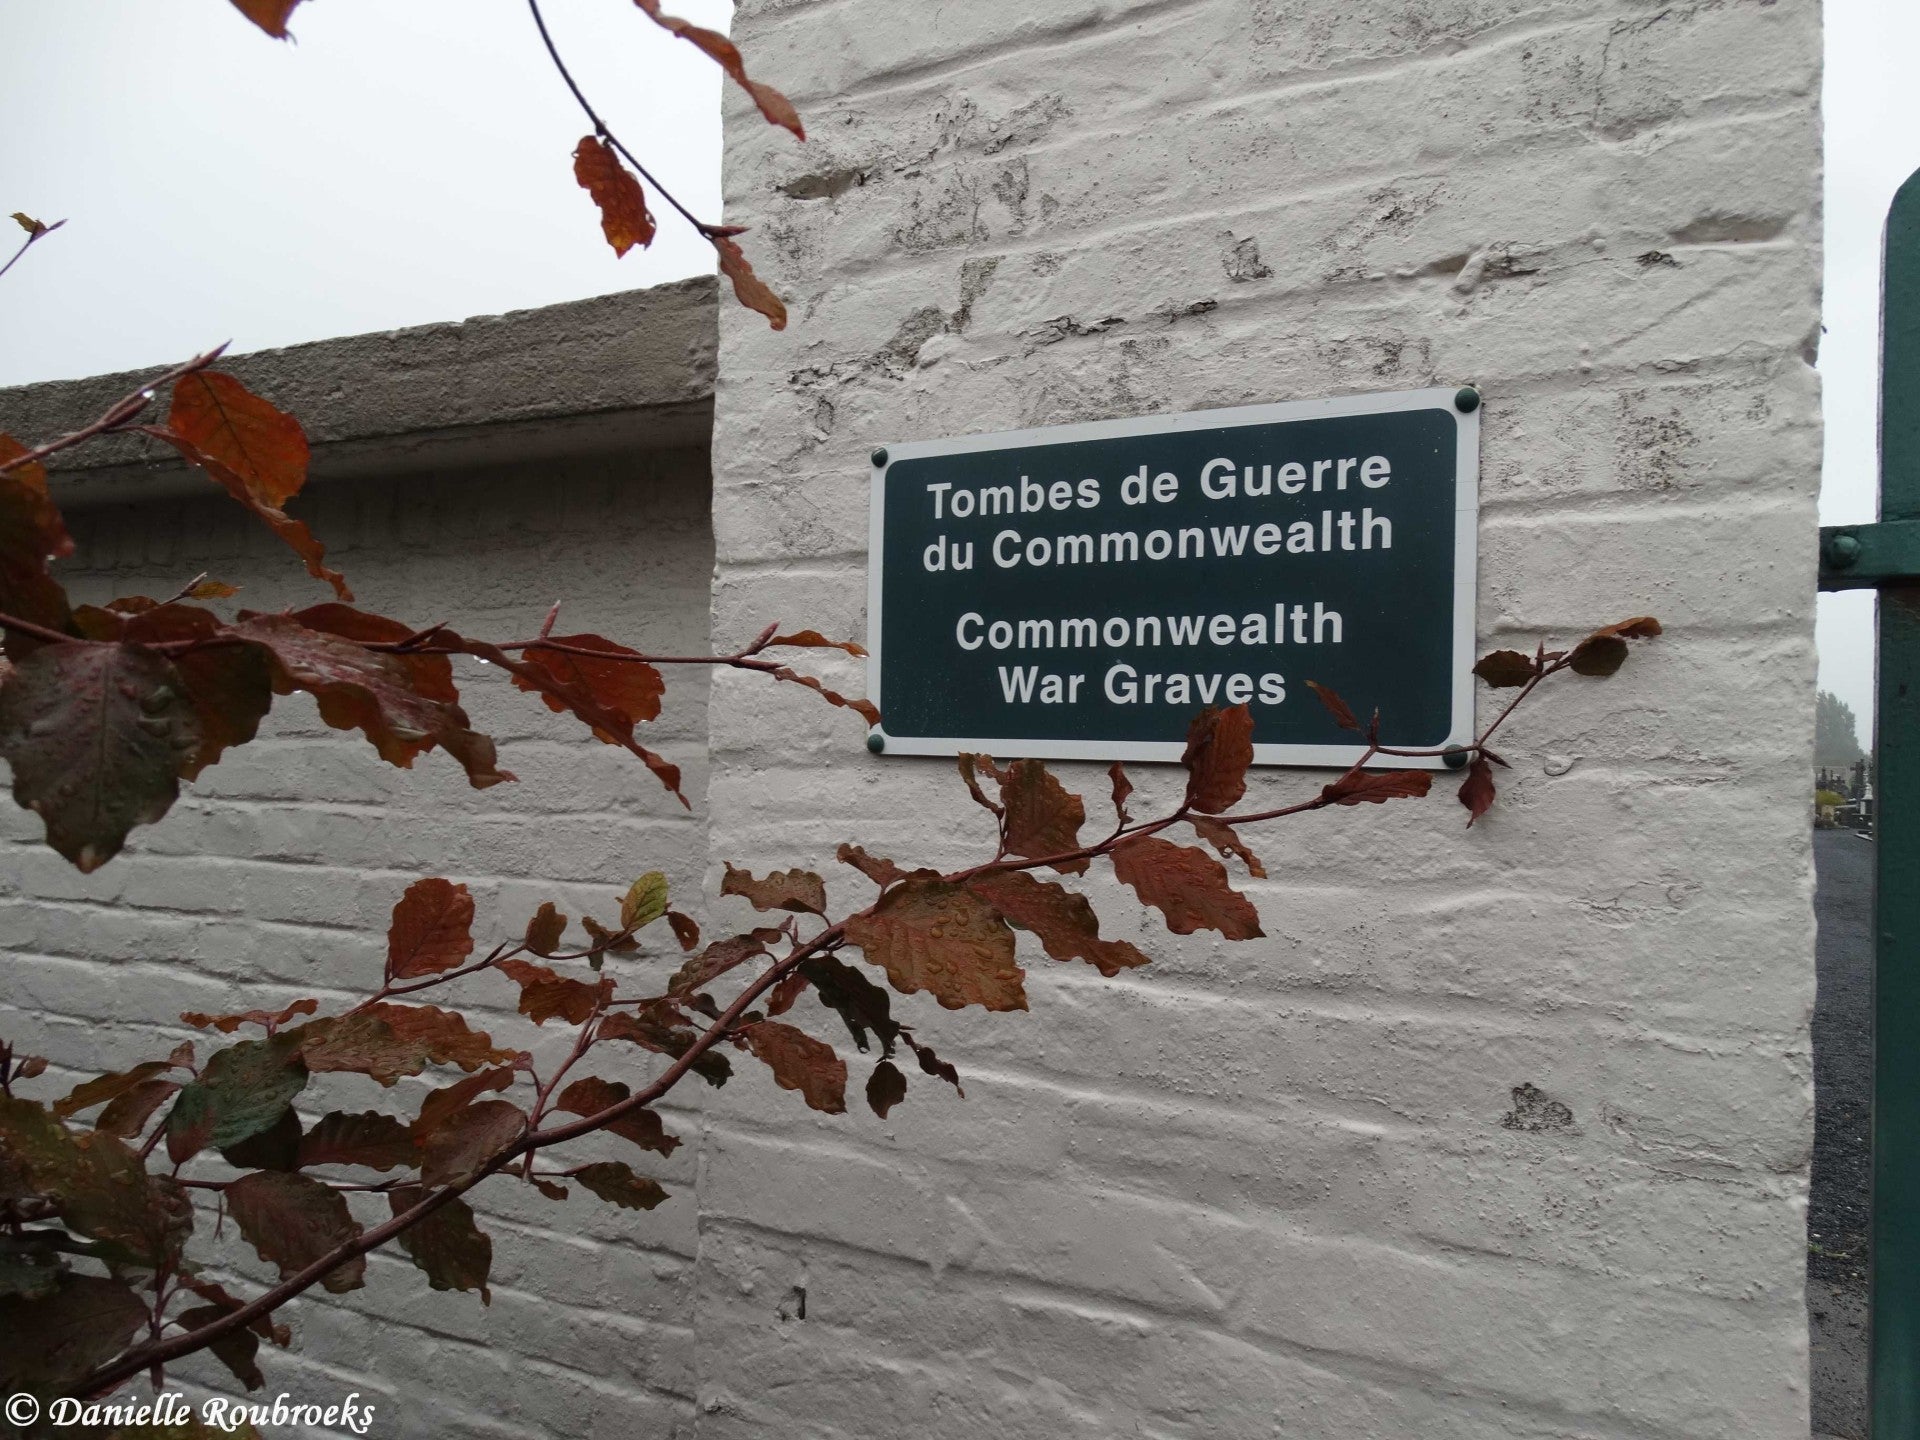 Tombes de Guerre
du Commonwealth
Commonwealth
War Graves
© Danielle Roubroeks